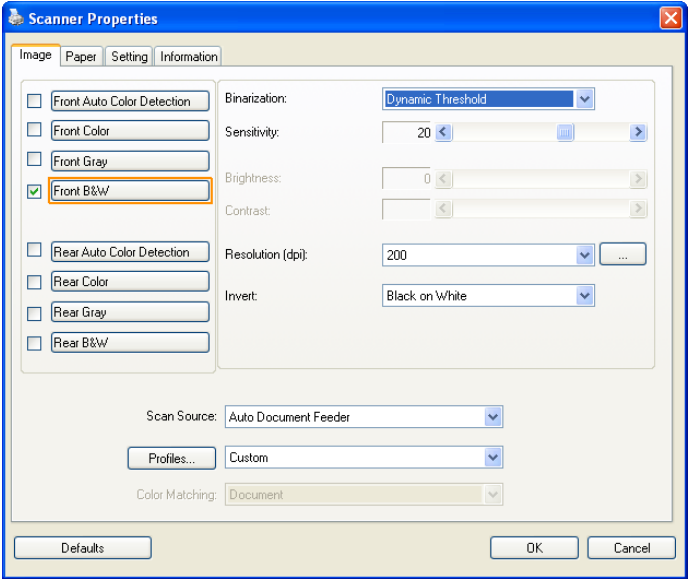 Scanner Properties
Image Paper Setting Information
Front Auto Color Detection
Front Color
Front Gray
Front B&W
Rear Auto Color Detection
Rear Color
Rear Gray
Rear B&W
Binarization: Dynamic Threshold
Sensitivity: 20
Brightness: 0
Contrast:
Resolution (dpi): 200 ...
Invert: Black on White
Scan Source: Auto Document Feeder
Profiles... Custom
Color Matching: Document
Defaults OK Cancel